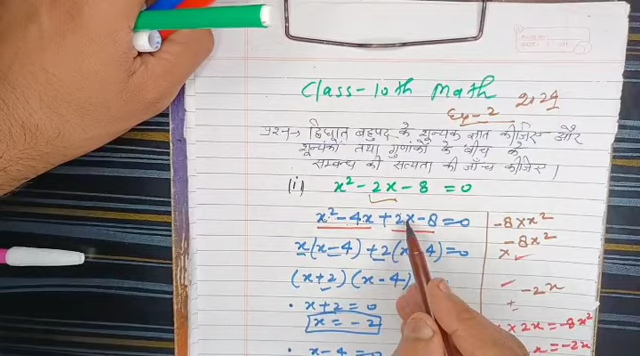 Class-10th Math
Ex-2
प्रश्न→ द्विघात बहुपद के शून्यक ज्ञात कीजिए और
शून्यकों तथा गुणांकों के बीच के
सम्बन्ध की सत्यता की जाँच कीजिए।
(i) x² - 2x - 8 = 0
x² - 4x + 2x - 8 = 0
x(x - 4) + 2(x - 4) = 0
(x + 2) (x - 4)
• x + 2 = 0
x = -2
-8 × x²
-8x²
-2x
× 2x = -8x²
= -2x